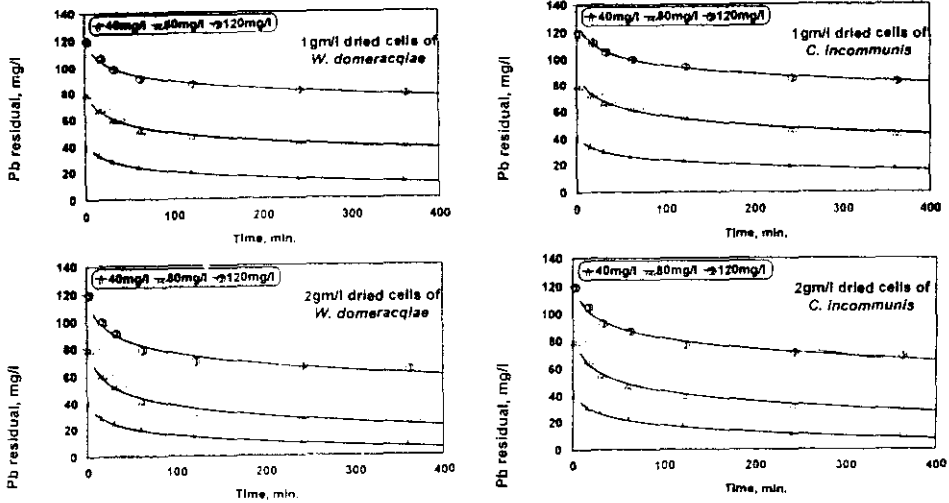 40mg/l 80mg/l 120mg/l
1gm/l dried cells of
W. domeracqiae
Pb residual, mg/l
140
120
100
80
60
40
20
0
0 100 200 300 400
Time, min.
40mg/l 80mg/l 120mg/l
1gm/l dried cells of
C. incommunis
Pb residual, mg/l
140
120
100
80
60
40
20
0
0 100 200 300 400
Time, min.
40mg/l 80mg/l 120mg/l
2gm/l dried cells of
W. domeracqiae
Pb residual, mg/l
140
120
100
80
60
40
20
0
0 100 200 300 400
Time, min.
40mg/l 80mg/l 120mg/l
2gm/l dried cells of
C. incommunis
Pb residual, mg/l
140
120
100
80
60
40
20
0
0 100 200 300 400
Time, min.